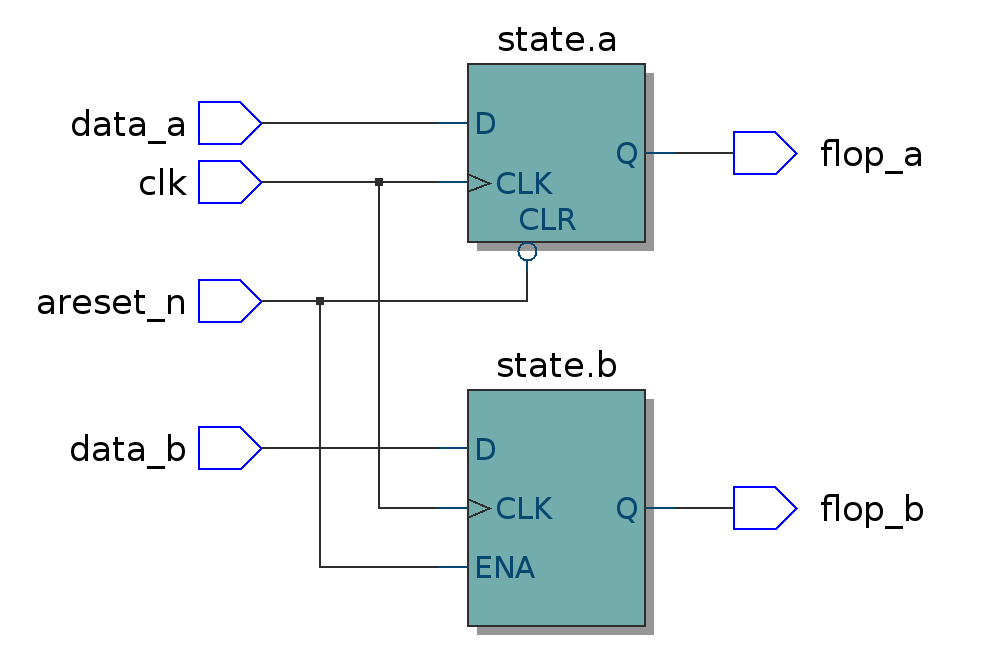 state.a
data_a
D
Q
flop_a
clk
CLK
CLR
areset_n
state.b
data_b
D
CLK
Q
flop_b
ENA